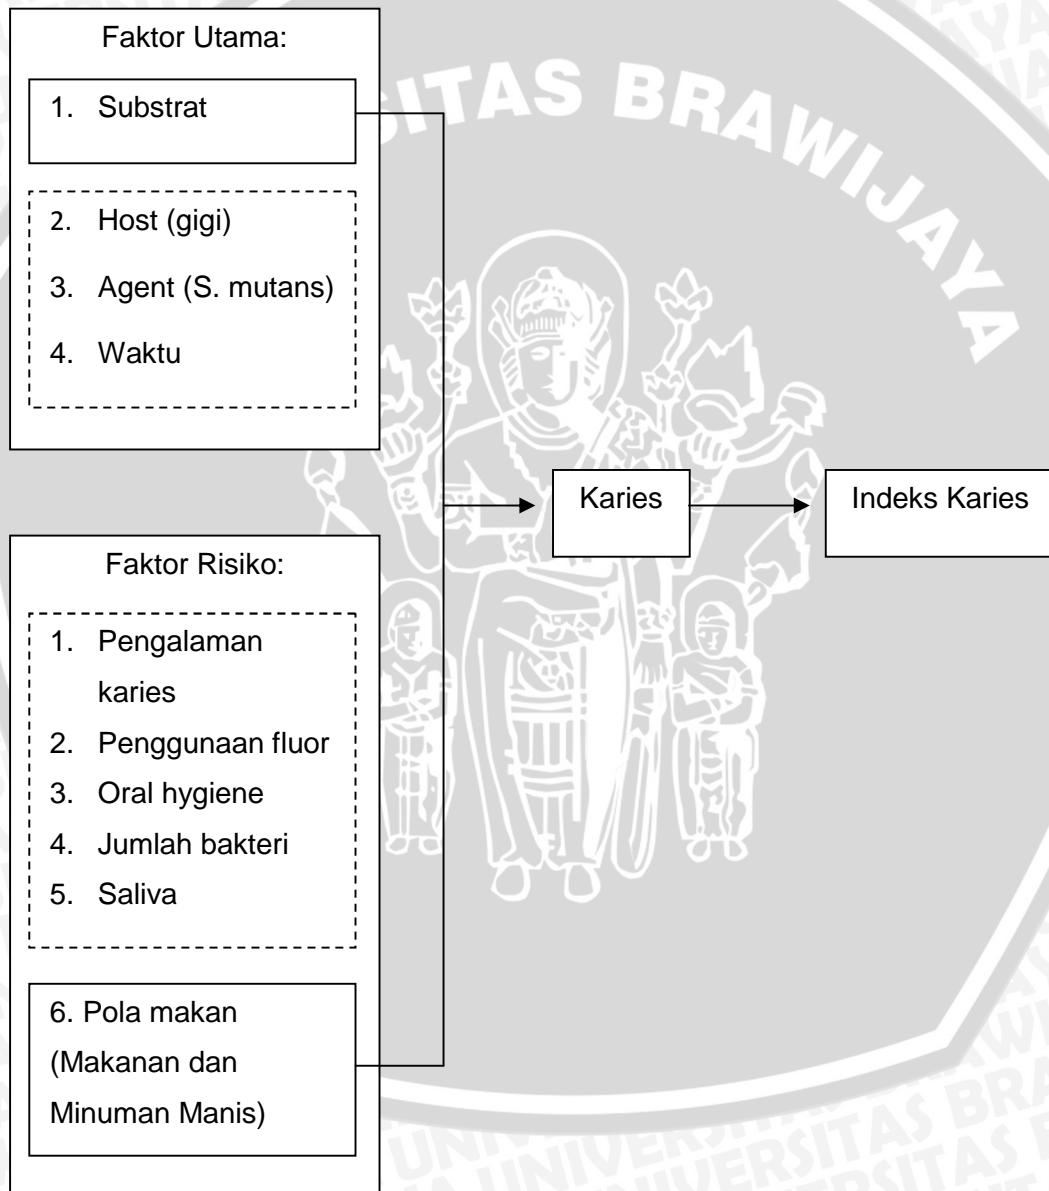 Faktor Utama:
1. Substrat
2. Host (gigi)
3. Agent (S. mutans)
4. Waktu
Karies
Indeks Karies
Faktor Risiko:
1. Pengalaman
karies
2. Penggunaan fluor
3. Oral hygiene
4. Jumlah bakteri
5. Saliva
6. Pola makan
(Makanan dan
Minuman Manis)
SITAS BRAWIJAYA